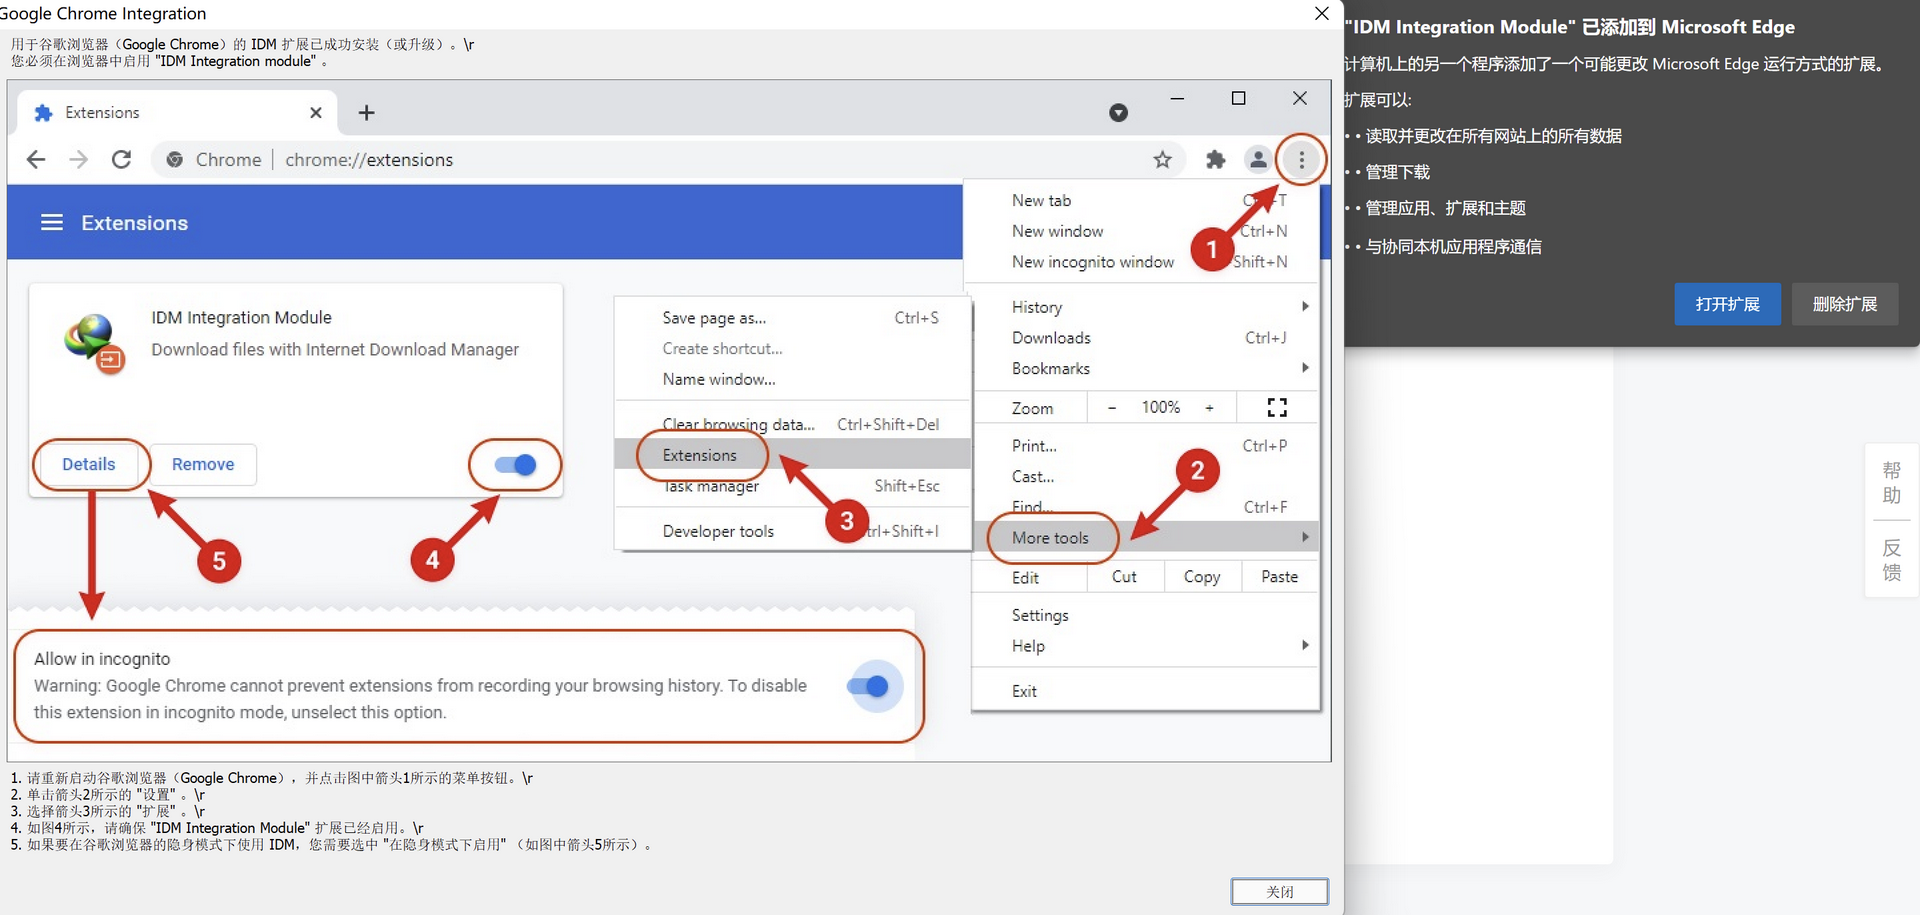 Google Chrome Integration
用于谷歌浏览器（Google Chrome）的 IDM 扩展已成功安装（或升级）。\r
您必须在浏览器中启用 "IDM Integration module" 。
Extensions
Chrome | chrome://extensions
Extensions
IDM Integration Module
Download files with Internet Download Manager
Details
Remove
5
4
Allow in incognito
Warning: Google Chrome cannot prevent extensions from recording your browsing history. To disable
this extension in incognito mode, unselect this option.
Save page as... Ctrl+S
Create shortcut...
Name window...
Clear browsing data... Ctrl+Shift+Del
Extensions
Task manager Shift+Esc
Developer tools Ctrl+Shift+I
3
New tab
New window Ctrl+N
New incognito window Shift+N
1
History
Downloads Ctrl+J
Bookmarks
Zoom - 100% +
Print... Ctrl+P
Cast...
Find... Ctrl+F
More tools
2
Edit Cut Copy Paste
Settings
Help
Exit
1. 请重新启动谷歌浏览器（Google Chrome），并点击图中箭头1所示的菜单按钮。\r
2. 单击箭头2所示的 "设置" 。\r
3. 选择箭头3所示的 "扩展" 。\r
4. 如图4所示，请确保 "IDM Integration Module" 扩展已经启用。\r
5. 如果要在谷歌浏览器的隐身模式下使用 IDM，您需要选中 "在隐身模式下启用" （如图中箭头5所示）。
关闭
"IDM Integration Module" 已添加到 Microsoft Edge
计算机上的另一个程序添加了一个可能更改 Microsoft Edge 运行方式的扩展。
扩展可以:
• • 读取并更改在所有网站上的所有数据
• • 管理下载
• • 管理应用、扩展和主题
• • 与协同本机应用程序通信
打开扩展
删除扩展
帮助
反馈